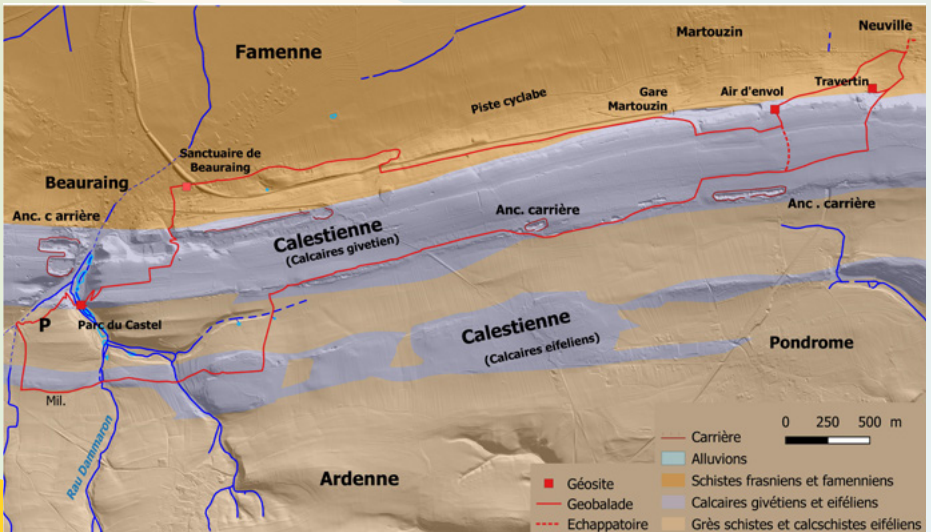 Neuville
Martouzin
Famenne
Travertin
Air d'envol
Gare
Martouzin
Piste cyclabe
Sanctuaire de
Beauraing
Beauraing
Anc. c arrière
Anc. carrière
Anc . carrière
Calestienne
(Calcaires givetien)
P
Parc du Castel
Calestienne
(Calcaires eifeliens)
Pondrome
Mil.
Rau Dammaron
Ardenne
0 250 500 m
Carrière
Alluvions
Géosite
Schistes frasniens et famenniens
Geobalade
Calcaires givétiens et eiféliens
Echappatoire
Grès schistes et calcschistes eiféliens